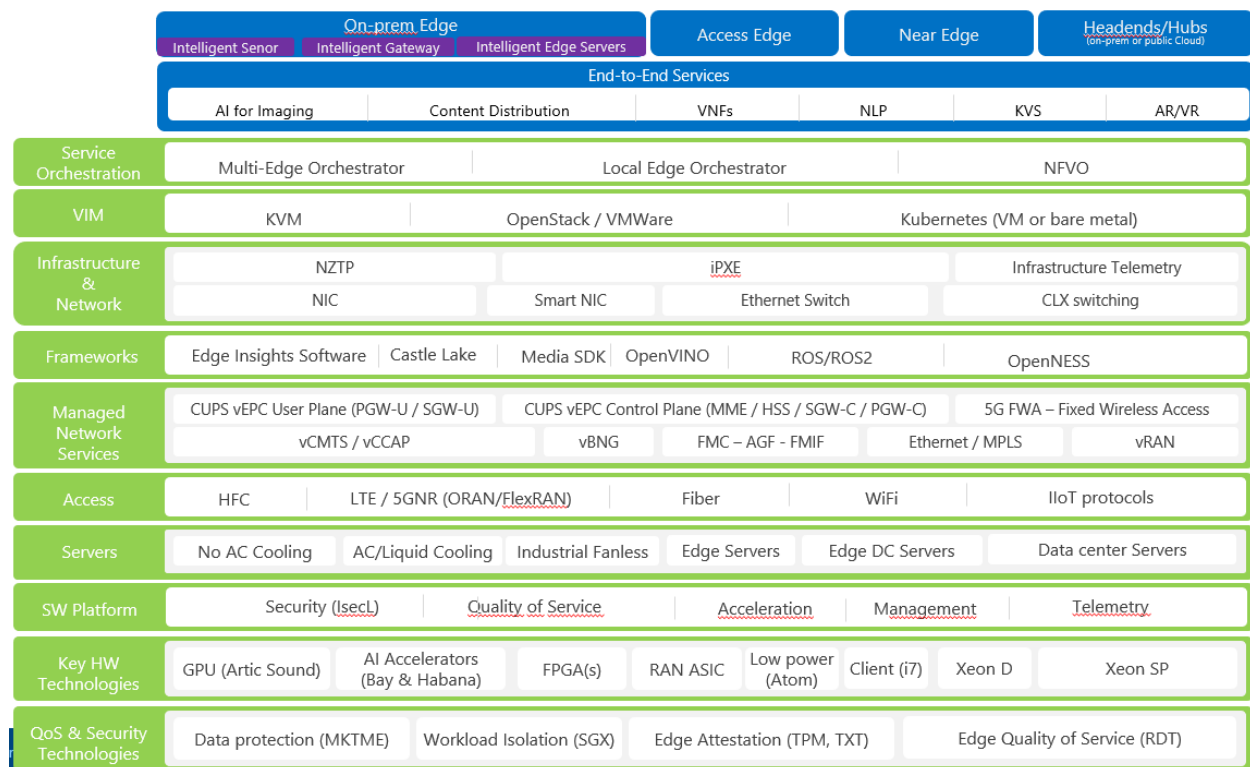 On-prem Edge
Intelligent Senor
Intelligent Gateway
Intelligent Edge Servers
Access Edge
Near Edge
Headends/Hubs
(on-prem or public Cloud)
End-to-End Services
AI for Imaging
Content Distribution
VNFs
NLP
KVS
AR/VR
Service
Orchestration
Multi-Edge Orchestrator
Local Edge Orchestrator
NFVO
VIM
KVM
OpenStack / VMWare
Kubernetes (VM or bare metal)
Infrastructure
&
Network
NZTP
iPXE
Infrastructure Telemetry
NIC
Smart NIC
Ethernet Switch
CLX switching
Frameworks
Edge Insights Software
Castle Lake
Media SDK
OpenVINO
ROS/ROS2
OpenNESS
Managed
Network
Services
CUPS vEPC User Plane (PGW-U / SGW-U)
CUPS vEPC Control Plane (MME / HSS / SGW-C / PGW-C)
5G FWA – Fixed Wireless Access
vCMTS / vCCAP
vBNG
FMC – AGF - FMIF
Ethernet / MPLS
vRAN
Access
HFC
LTE / 5GNR (ORAN/FlexRAN)
Fiber
WiFi
IIoT protocols
Servers
No AC Cooling
AC/Liquid Cooling
Industrial Fanless
Edge Servers
Edge DC Servers
Data center Servers
SW Platform
Security (IsecL)
Quality of Service
Acceleration
Management
Telemetry
Key HW
Technologies
GPU (Artic Sound)
AI Accelerators
(Bay & Habana)
FPGA(s)
RAN ASIC
Low power
(Atom)
Client (i7)
Xeon D
Xeon SP
QoS & Security
Technologies
Data protection (MKTME)
Workload Isolation (SGX)
Edge Attestation (TPM, TXT)
Edge Quality of Service (RDT)